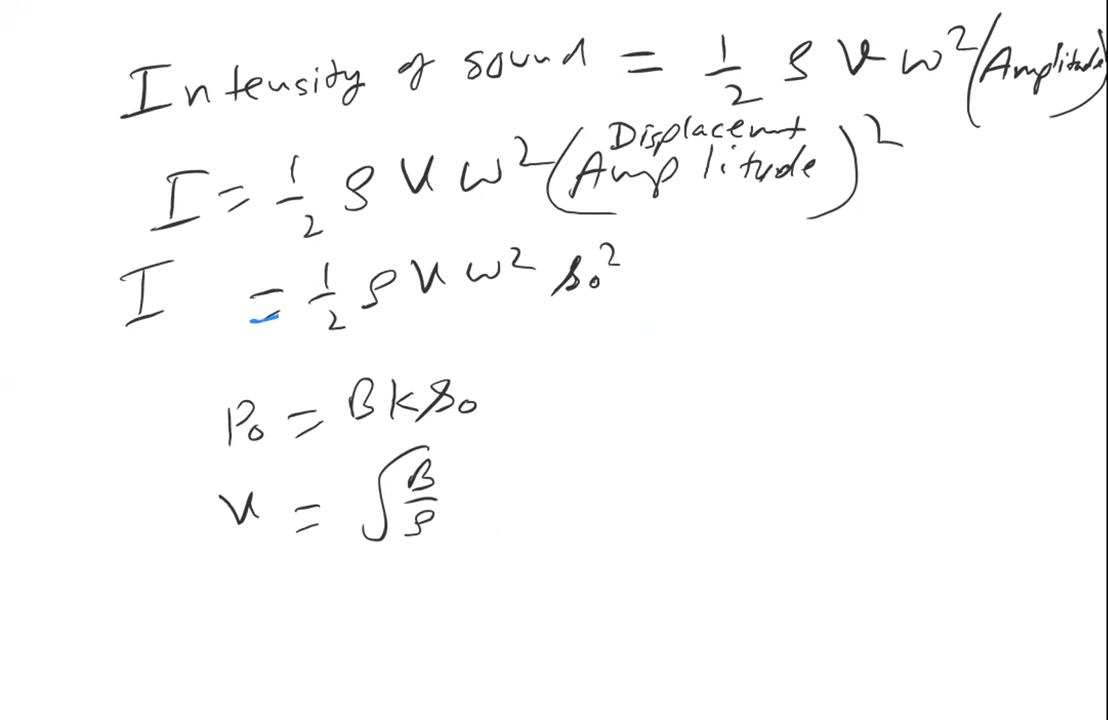 Intensity of sound = 1/2 ρ v ω² (Amplitude)
I = 1/2 ρ v ω² (Displacement Amplitude)²
I = 1/2 ρ v ω² s₀²
P₀ = B k s₀
v = √(B/ρ)